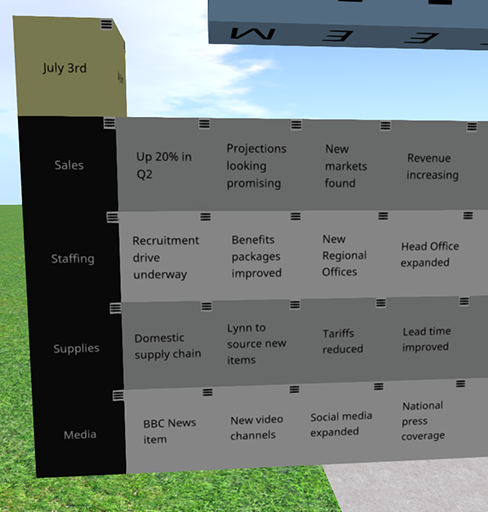 M E E
July 3rd
Sales
Up 20% in
Q2
Projections
looking
promising
New
markets
found
Revenue
increasing
Staffing
Recruitment
drive
underway
Benefits
packages
improved
New
Regional
Offices
Head Office
expanded
Supplies
Domestic
supply chain
Lynn to
source new
items
Tariffs
reduced
Lead time
improved
Media
BBC News
item
New video
channels
Social media
expanded
National
press
coverage